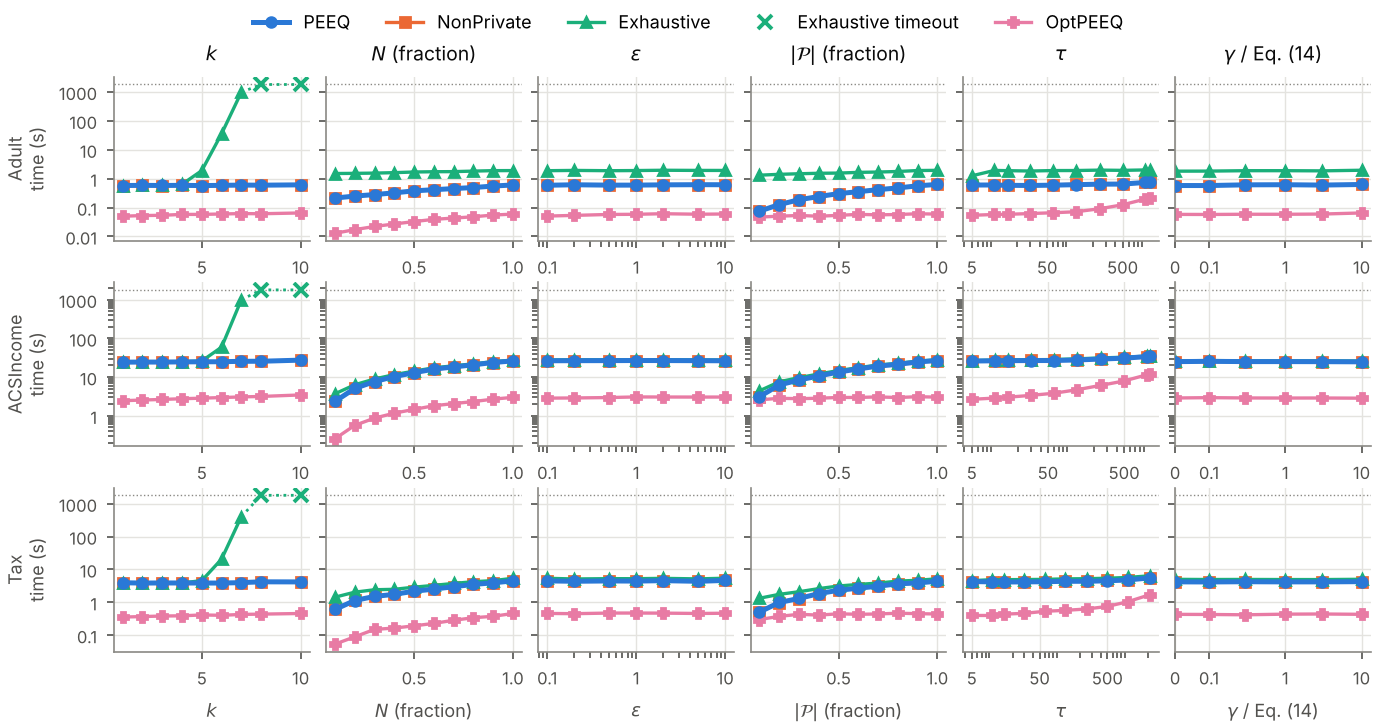 PEEQ NonPrivate Exhaustive Exhaustive timeout OptPEEQ
k N (fraction) ε |𝒫| (fraction) τ γ / Eq. (14)
Adult
time (s)
1000
100
10
1
0.1
0.01
5 10 0.5 1.0 0.1 1 10 0.5 1.0 5 50 500 0 0.1 1 10
ACSIncome
time (s)
1000
100
10
1
5 10 0.5 1.0 0.1 1 10 0.5 1.0 5 50 500 0 0.1 1 10
Tax
time (s)
1000
100
10
1
0.1
5 10 0.5 1.0 0.1 1 10 0.5 1.0 5 50 500 0 0.1 1 10
k N (fraction) ε |𝒫| (fraction) τ γ / Eq. (14)